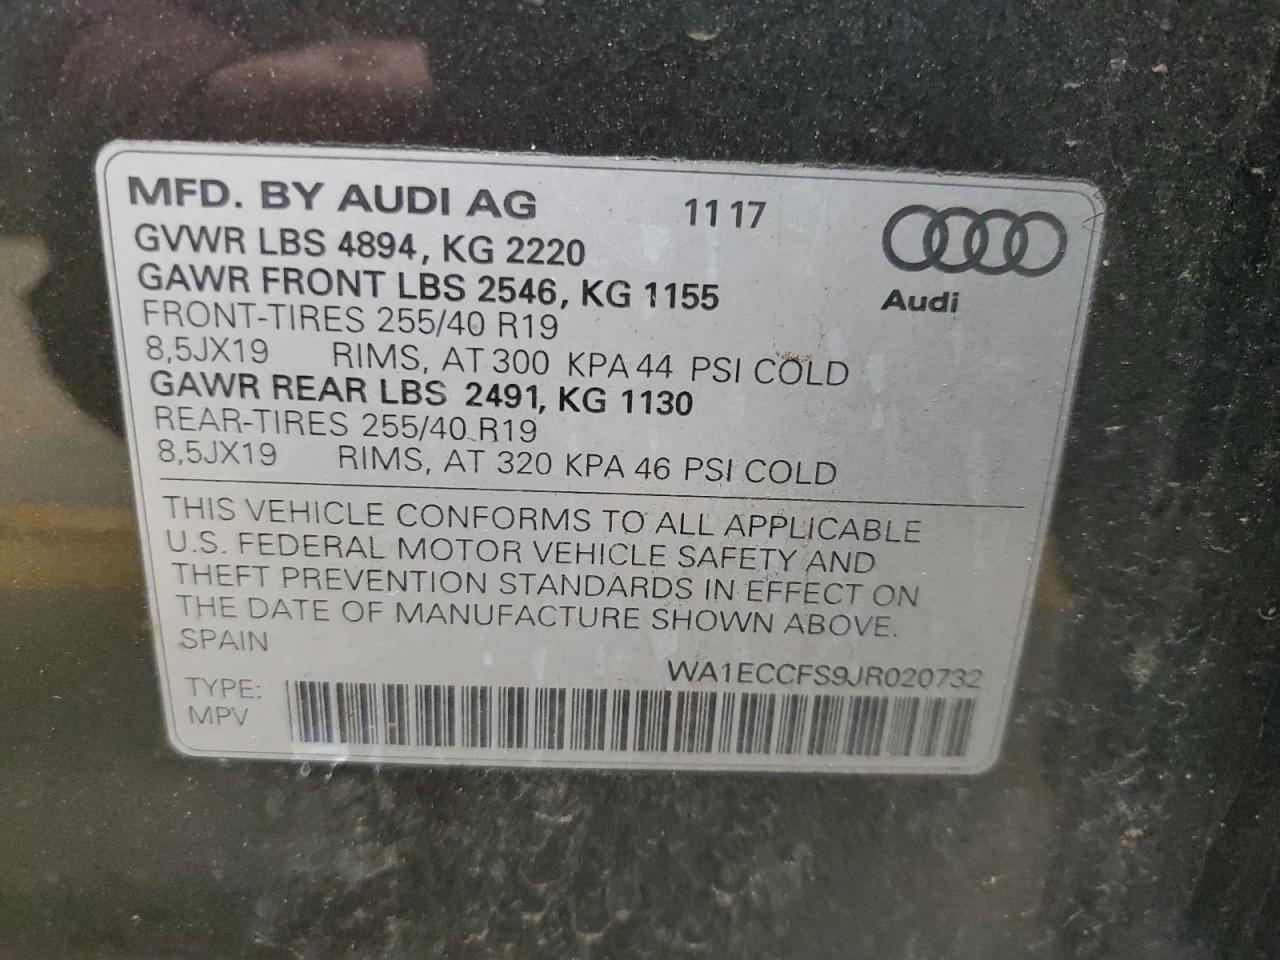 MFD. BY AUDI AG 11 17
GVWR LBS 4894, KG 2220
GAWR FRONT LBS 2546, KG 1155
Audi
FRONT-TIRES 255/40 R19
8,5JX19 RIMS, AT 300 KPA 44 PSI COLD
GAWR REAR LBS 2491, KG 1130
REAR-TIRES 255/40 R19
8,5JX19 RIMS, AT 320 KPA 46 PSI COLD
THIS VEHICLE CONFORMS TO ALL APPLICABLE
U.S. FEDERAL MOTOR VEHICLE SAFETY AND
THEFT PREVENTION STANDARDS IN EFFECT ON
THE DATE OF MANUFACTURE SHOWN ABOVE.
SPAIN
WA1ECCFS9JR020732
TYPE:
MPV